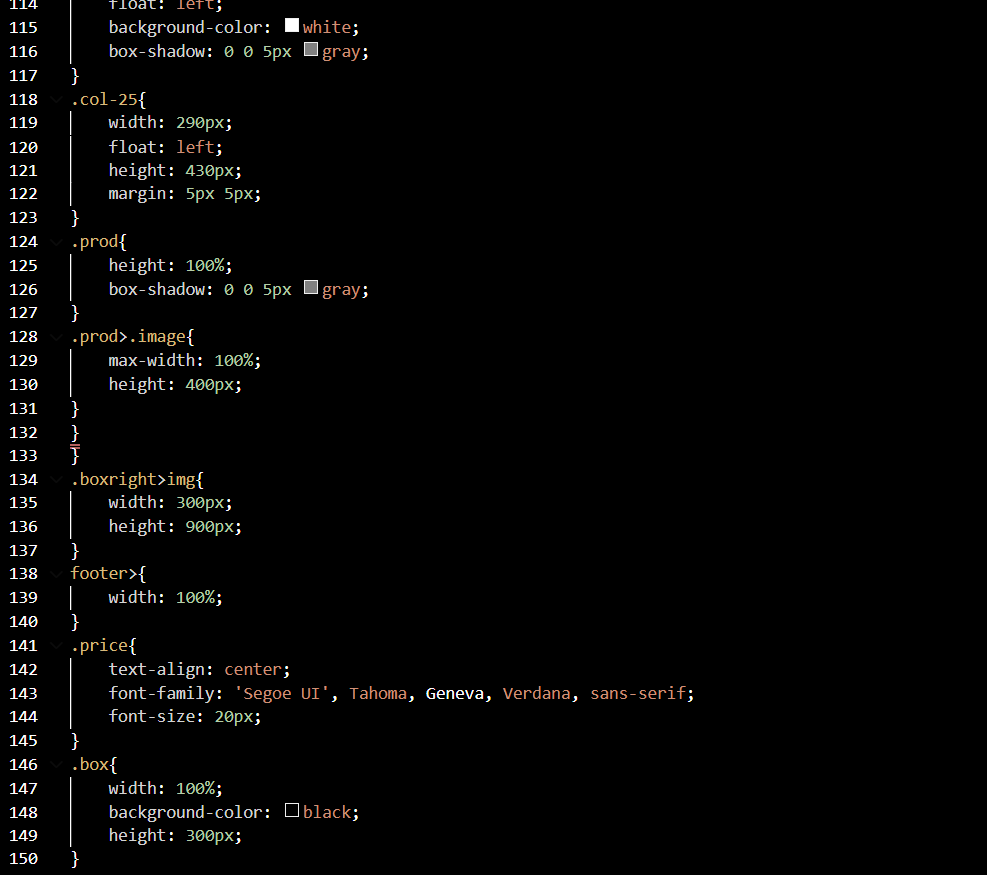 114 float: left;
115 background-color: white;
116 box-shadow: 0 0 5px gray;
117 }
118 .col-25{
119 width: 290px;
120 float: left;
121 height: 430px;
122 margin: 5px 5px;
123 }
124 .prod{
125 height: 100%;
126 box-shadow: 0 0 5px gray;
127 }
128 .prod>.image{
129 max-width: 100%;
130 height: 400px;
131 }
132 }
133 }
134 .boxright>img{
135 width: 300px;
136 height: 900px;
137 }
138 footer>{
139 width: 100%;
140 }
141 .price{
142 text-align: center;
143 font-family: 'Segoe UI', Tahoma, Geneva, Verdana, sans-serif;
144 font-size: 20px;
145 }
146 .box{
147 width: 100%;
148 background-color: black;
149 height: 300px;
150 }